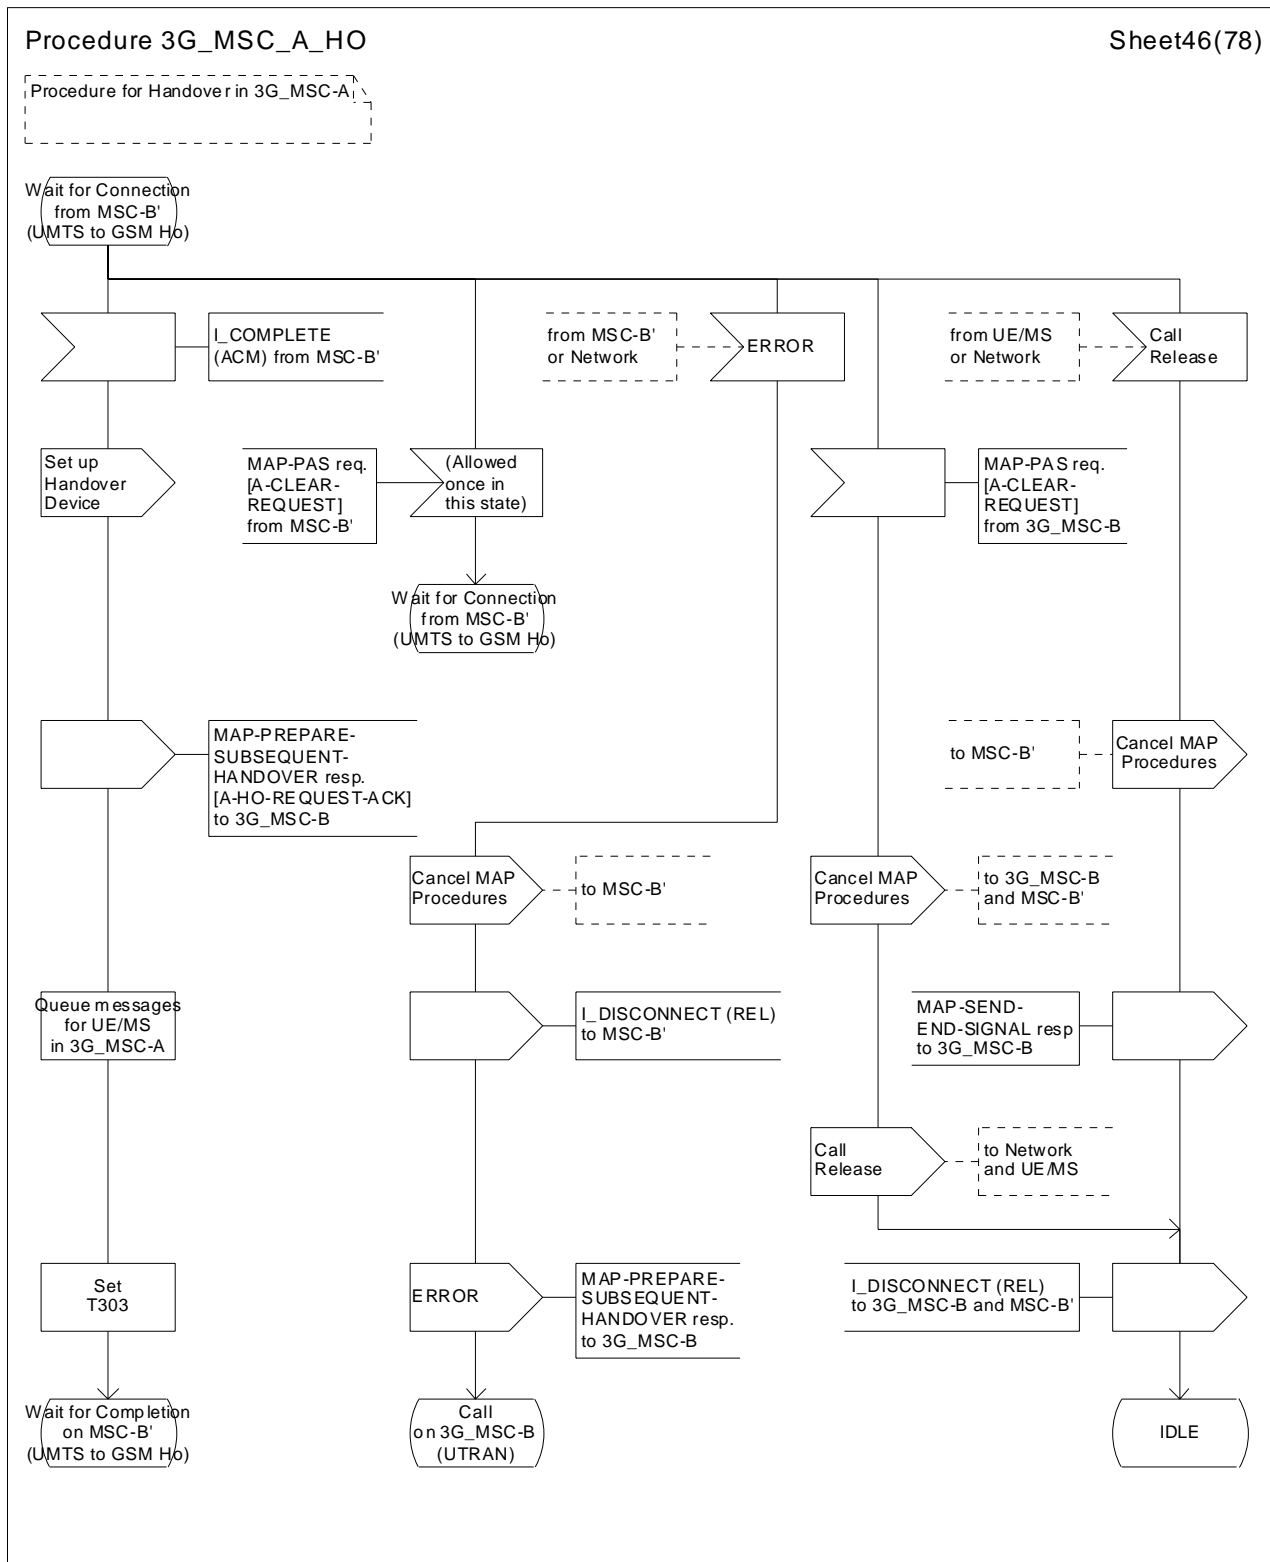 Procedure 3G_MSC_A_HO
Sheet46(78)
Procedure for Handover in 3G_MSC-A
Wait for Connection
from MSC-B'
(UMTS to GSM Ho)
I_COMPLETE
(ACM) from MSC-B'
from MSC-B'
or Network
ERROR
from UE/MS
or Network
Call
Release
Set up
Handover
Device
MAP-PAS req.
[A-CLEAR-
REQUEST]
from MSC-B'
(Allowed
once in
this state)
MAP-PAS req.
[A-CLEAR-
REQUEST]
from 3G_MSC-B
Wait for Connection
from MSC-B'
(UMTS to GSM Ho)
MAP-PREPARE-
SUBSEQUENT-
HANDOVER resp.
[A-HO-REQUEST-ACK]
to 3G_MSC-B
to MSC-B'
Cancel MAP
Procedures
Cancel MAP
Procedures
to MSC-B'
Cancel MAP
Procedures
to 3G_MSC-B
and MSC-B'
Queue messages
for UE/MS
in 3G_MSC-A
I_DISCONNECT (REL)
to MSC-B'
MAP-SEND-
END-SIGNAL resp
to 3G_MSC-B
Call
Release
to Network
and UE/MS
Set
T303
ERROR
MAP-PREPARE-
SUBSEQUENT-
HANDOVER resp.
to 3G_MSC-B
I_DISCONNECT (REL)
to 3G_MSC-B and MSC-B'
Wait for Completion
on MSC-B'
(UMTS to GSM Ho)
Call
on 3G_MSC-B
(UTRAN)
IDLE